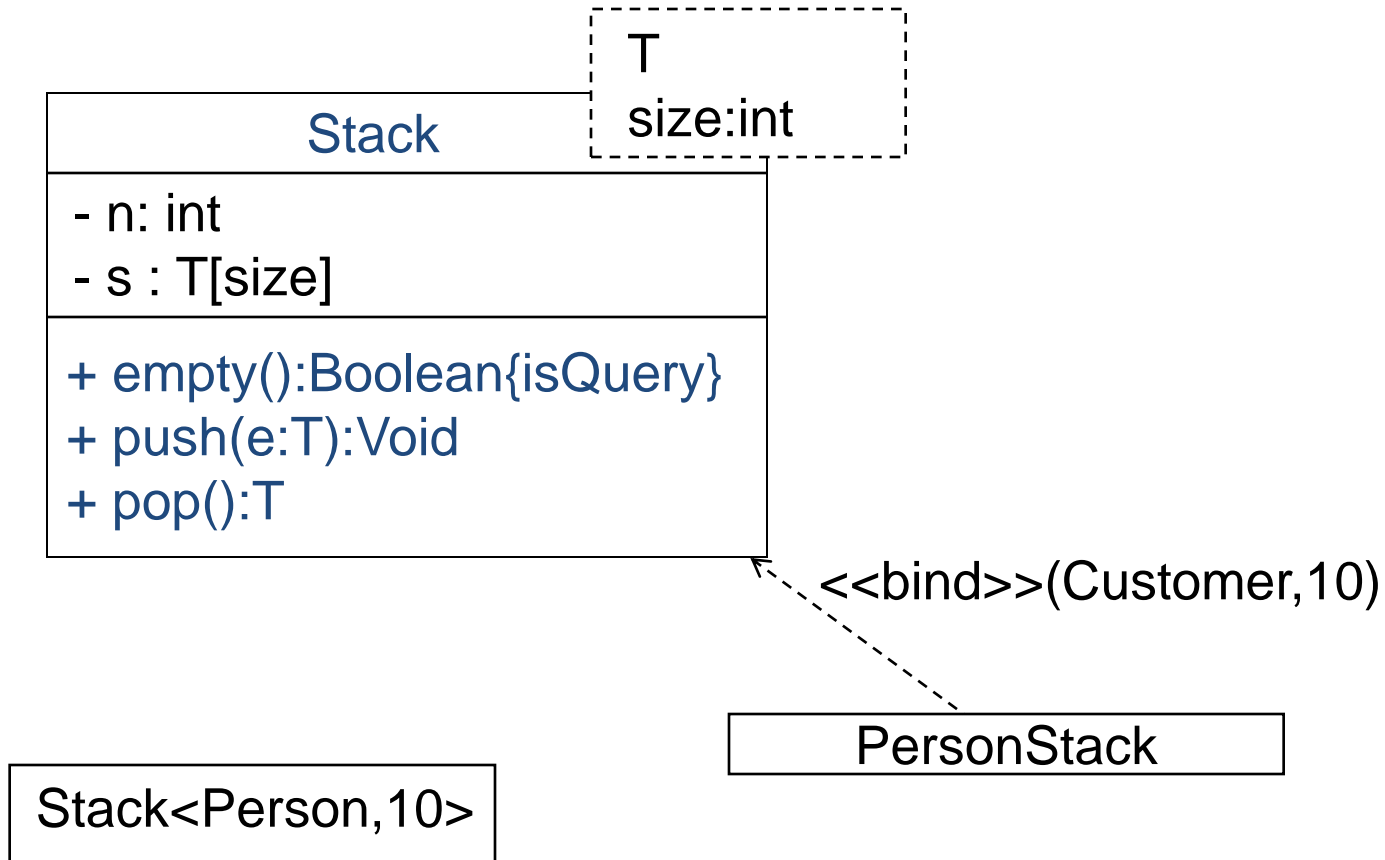 T
size:int
Stack
- n: int
- s : T[size]
+ empty():Boolean{isQuery}
+ push(e:T):Void
+ pop():T
<<bind>>(Customer,10)
PersonStack
Stack<Person,10>